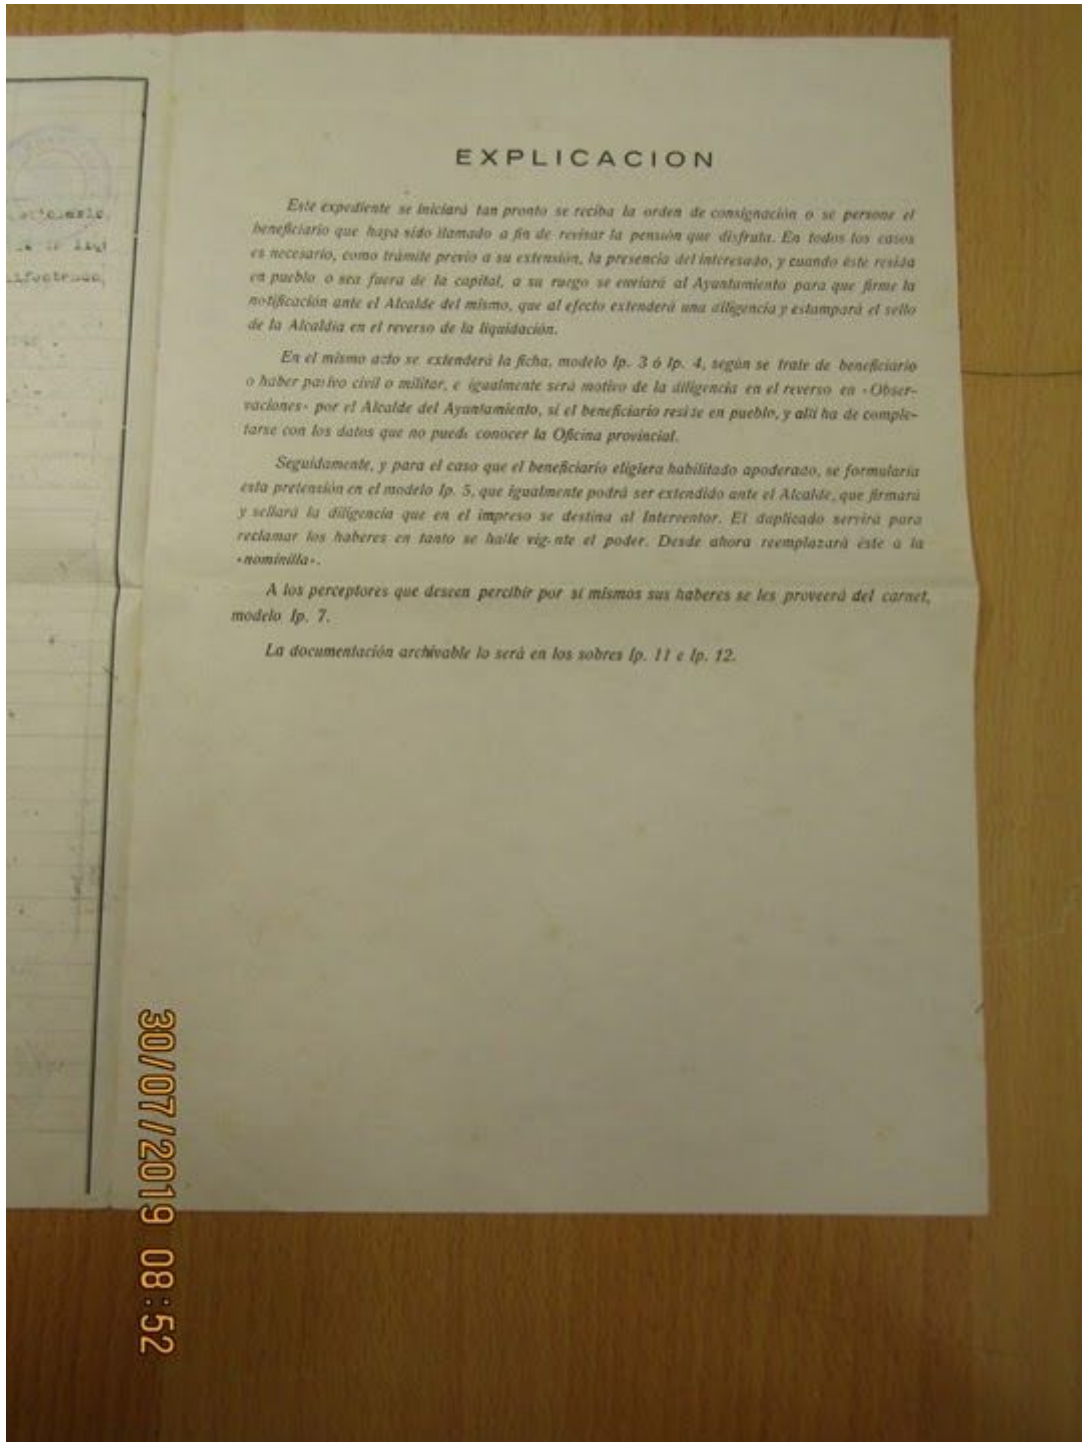 EXPLICACION
Este expediente se iniciará tan pronto se reciba la orden de consignación o se persone el
beneficiario que haya sido llamado a fin de revisar la pensión que disfruta. En todos los casos
es necesario, como trámite previo a su extensión, la presencia del interesado, y cuando éste resida
en pueblo o sea fuera de la capital, a su ruego se enviará al Ayuntamiento para que firme la
notificación ante el Alcalde del mismo, que al efecto extenderá una diligencia y estampará el sello
de la Alcaldía en el reverso de la liquidación.
En el mismo acto se extenderá la ficha, modelo Ip. 3 ó Ip. 4, según se trate de beneficiario
o haber pasivo civil o militar, e igualmente será motivo de la diligencia en el reverso en «Obser-
vaciones» por el Alcalde del Ayuntamiento, si el beneficiario reside en pueblo, y allí ha de comple-
tarse con los datos que no puede conocer la Oficina provincial.
Seguidamente, y para el caso que el beneficiario eligiera habilitado apoderado, se formularía
esta pretensión en el modelo Ip. 5, que igualmente podrá ser extendido ante el Alcalde, que firmará
y sellará la diligencia que en el impreso se destina al Interventor. El duplicado servirá para
reclamar los haberes en tanto se halle vigente el poder. Desde ahora reemplazará éste a la
«nominilla».
A los perceptores que deseen percibir por sí mismos sus haberes se les proveerá del carnet,
modelo Ip. 7.
La documentación archivable lo será en los sobres Ip. 11 e Ip. 12.
30/07/2019 08:52